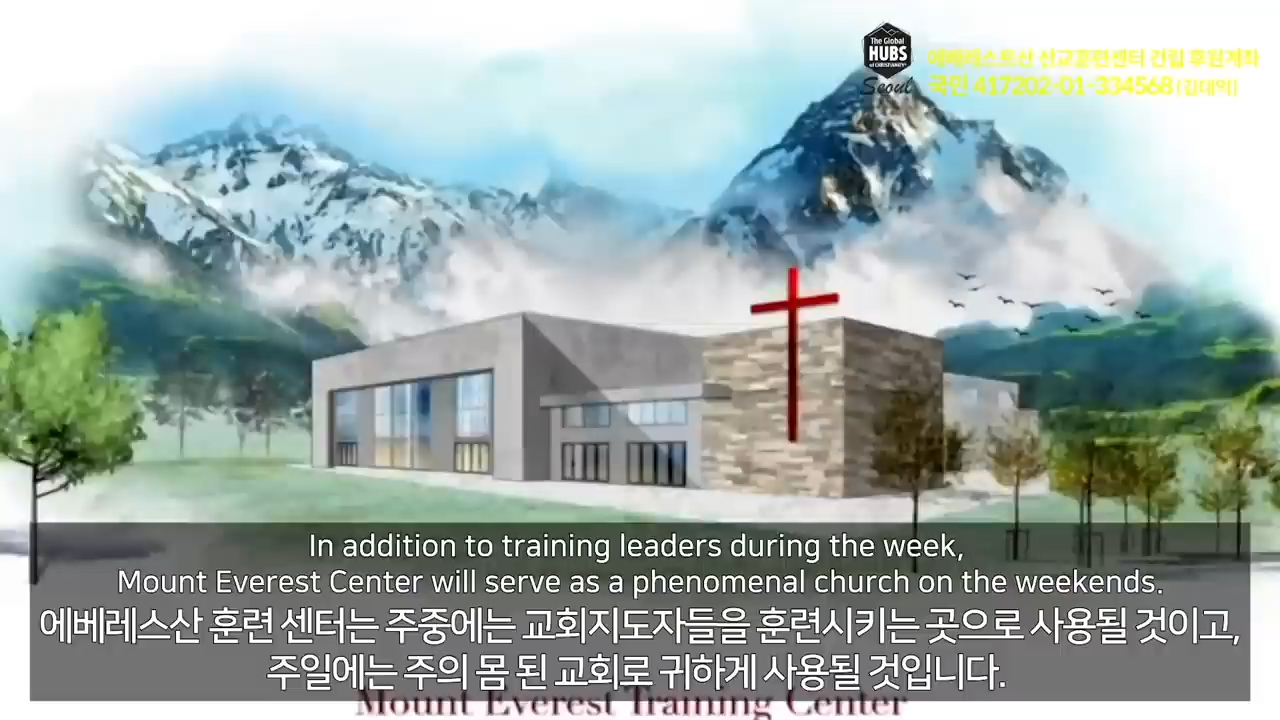 The Global
HUBS
of CHRISTIANITY
Seoul
에베레스트산 선교훈련센터 건립 후원계좌
국민 417202-01-334568 (김대억)
In addition to training leaders during the week,
Mount Everest Center will serve as a phenomenal church on the weekends.
에베레스산 훈련 센터는 주중에는 교회지도자들을 훈련시키는 곳으로 사용될 것이고,
주일에는 주의 몸 된 교회로 귀하게 사용될 것입니다.
Mount Everest Training Center